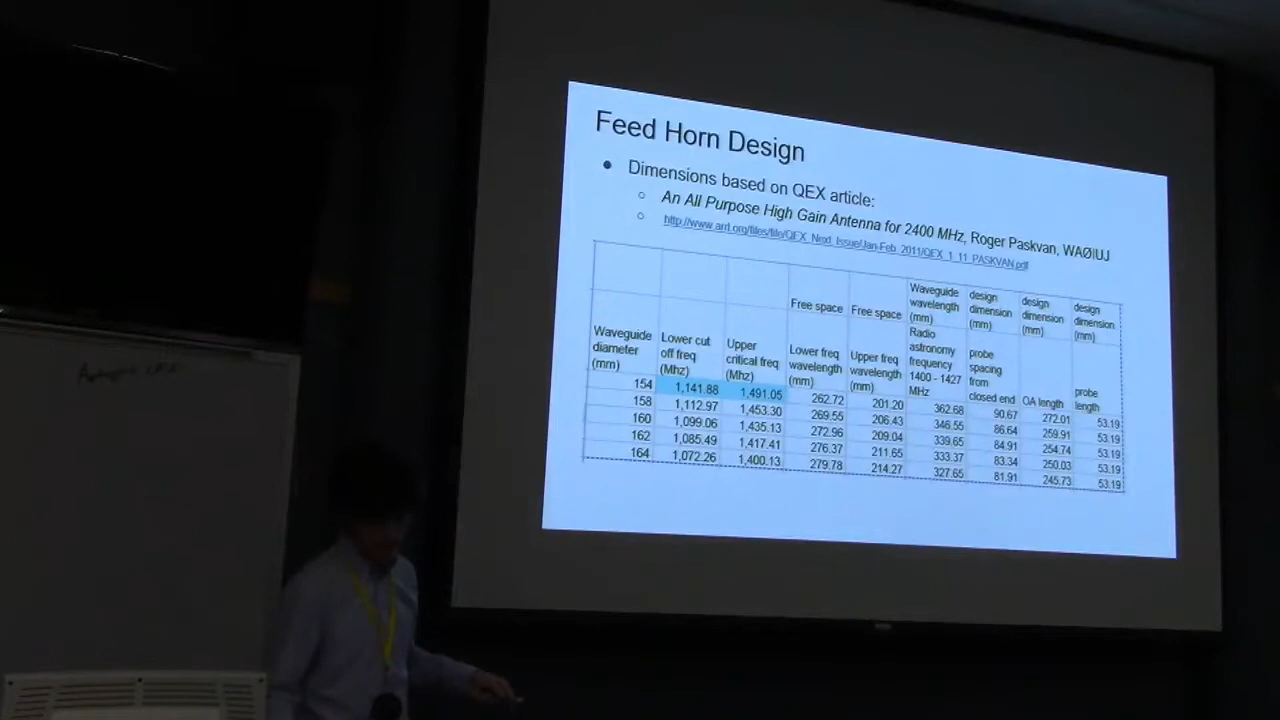 Feed Horn Design
Dimensions based on QEX article:
An All Purpose High Gain Antenna for 2400 MHz, Roger Paskvan, WAØIUJ
http://www.arrl.org/files/file/QEX_Next_Issue/Jan-Feb_2011/QEX_1_11_PASKVAN.pdf
Free space Free space Waveguide wavelength (mm) design dimension (mm) design dimension (mm) design dimension (mm)
Waveguide diameter (mm) Lower cut off freq (Mhz) Upper critical freq (Mhz) Lower freq wavelength (mm) Upper freq wavelength (mm) Radio astronomy frequency 1400 - 1427 MHz probe spacing from closed end OA length probe length
154 1,141.88 1,491.05 262.72 201.20 362.68 90.67 272.01 53.19
158 1,112.97 1,453.30 269.55 206.43 346.55 86.64 259.91 53.19
160 1,099.06 1,435.13 272.96 209.04 339.65 84.91 254.74 53.19
162 1,085.49 1,417.41 276.37 211.65 333.37 83.34 250.03 53.19
164 1,072.26 1,400.13 279.78 214.27 327.65 81.91 245.73 53.19